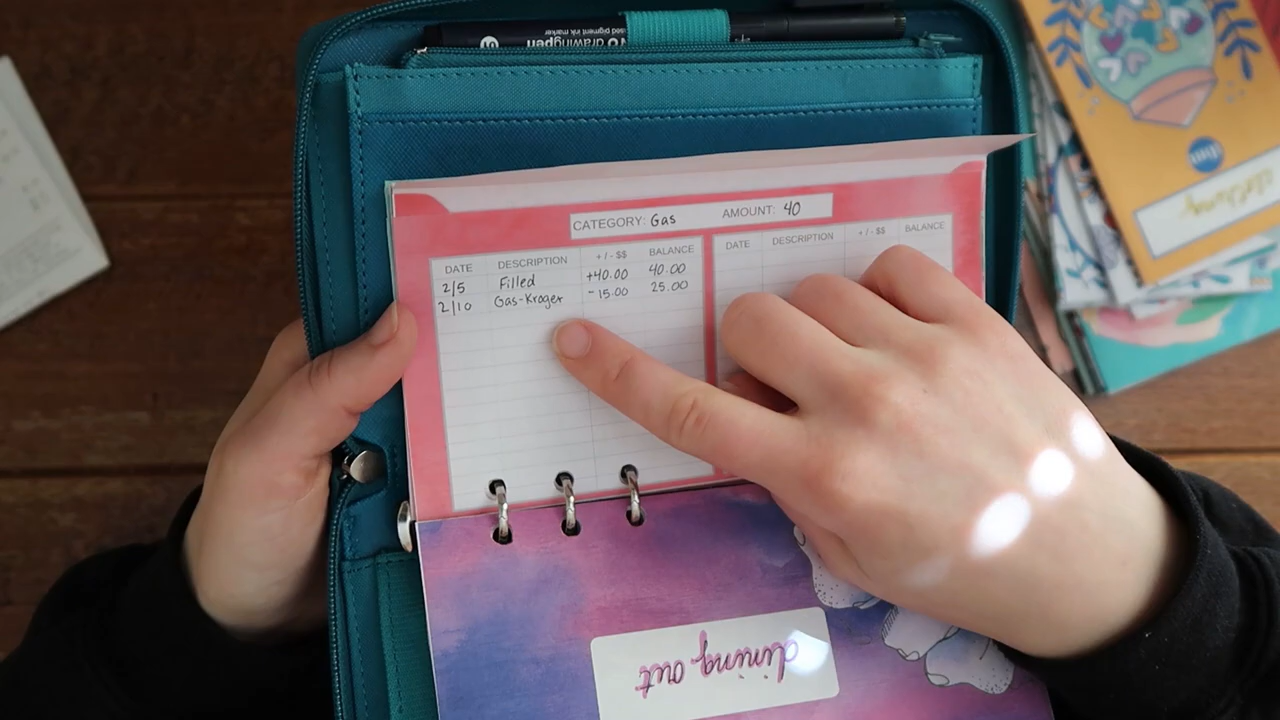 drawingpen
CATEGORY: Gas AMOUNT: 40
DATE DESCRIPTION +/- $$ BALANCE DATE DESCRIPTION +/- $$ BALANCE
2/5 Filled +40.00 40.00
2/10 Gas-Kroger -15.00 25.00
dining out